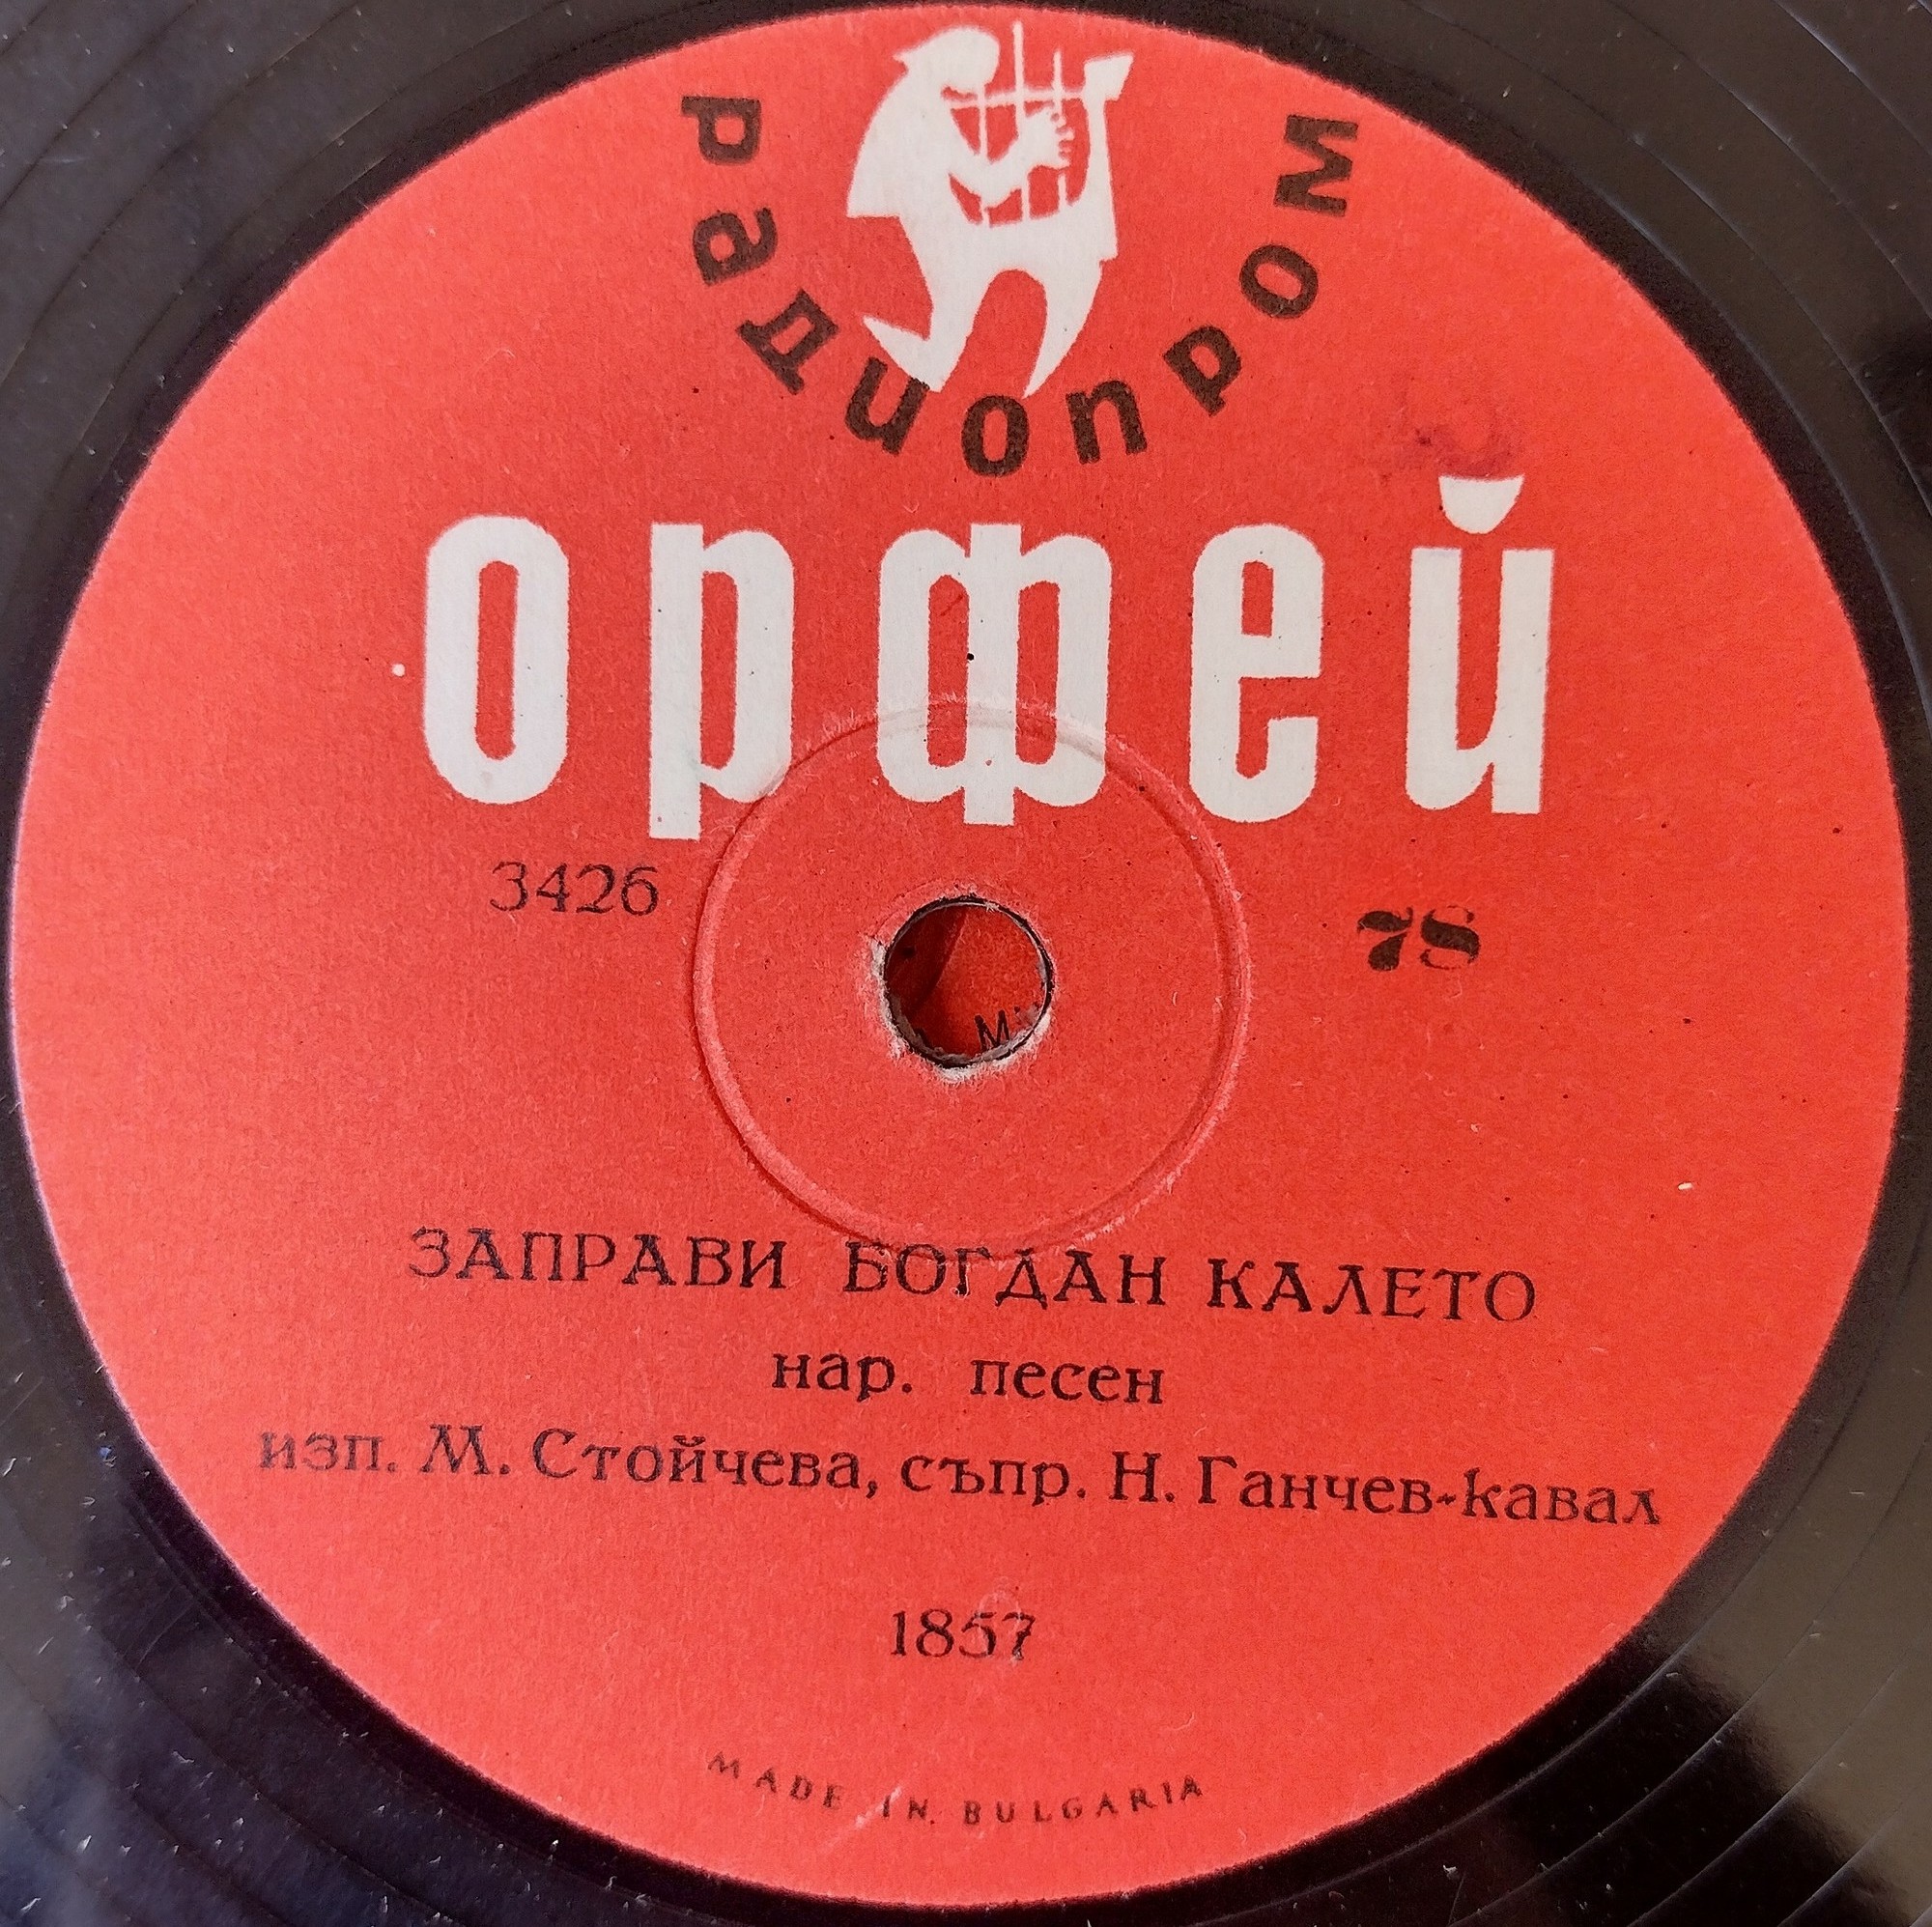 радиопром
орфей
3426
78
ЗАПРАВИ БОГДАН КАЛЕТО
нар. песен
изп. М. Стойчева, съпр. Н. Ганчев-кавал
1857
MADE IN BULGARIA